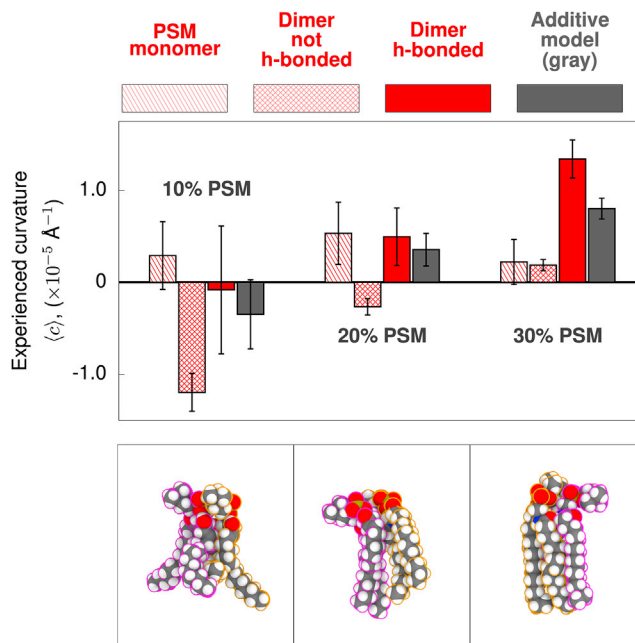 PSM monomer
Dimer not h-bonded
Dimer h-bonded
Additive model (gray)
Experienced curvature
⟨c⟩, (×10⁻⁵ Å⁻¹)
1.0
0
-1.0
10% PSM
20% PSM
30% PSM